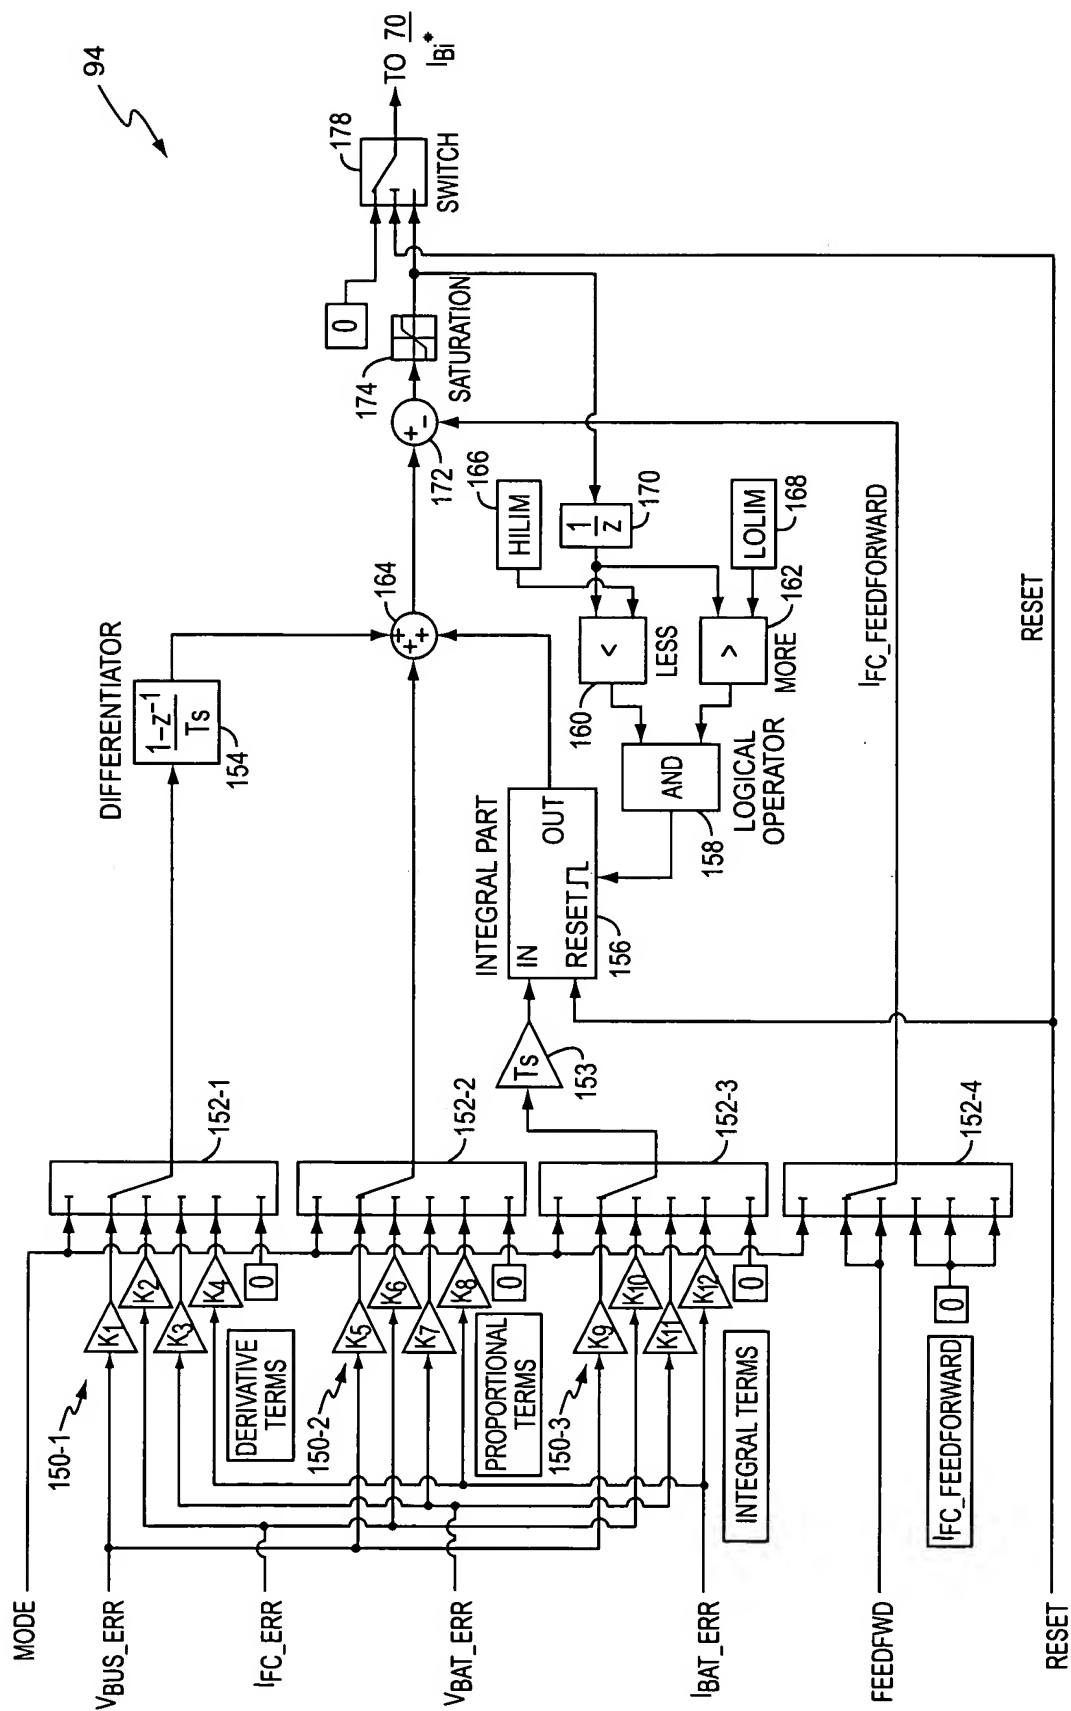 94
MODE
VBUS_ERR
IFC_ERR
VBAT_ERR
IBAT_ERR
FEEDFWD
RESET
150-1
K1
K2
K3
K4
0
DERIVATIVE
TERMS
152-1
150-2
K5
K6
K7
K8
0
PROPORTIONAL
TERMS
152-2
150-3
K9
K10
K11
K12
0
INTEGRAL TERMS
152-3
0
IFC_FEEDFORWARD
152-4
DIFFERENTIATOR
1-z⁻¹
Ts
154
Ts
153
INTEGRAL PART
IN
OUT
RESET
156
+
+
+
164
AND
158
LOGICAL
OPERATOR
<
LESS
160
>
MORE
162
HILIM
166
LOLIM
168
1
z
170
IFC_FEEDFORWARD
RESET
+
-
172
174
SATURATION
0
178
SWITCH
TO 70
IBi*